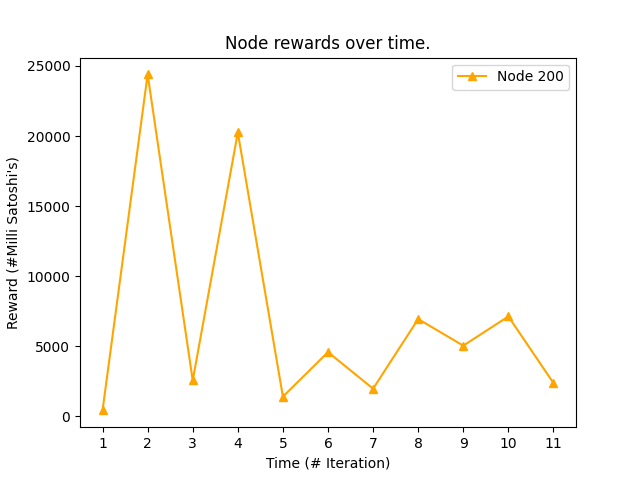 Node rewards over time.
Node 200
Reward (#Milli Satoshi's)
25000
20000
15000
10000
5000
0
1 2 3 4 5 6 7 8 9 10 11
Time (# Iteration)